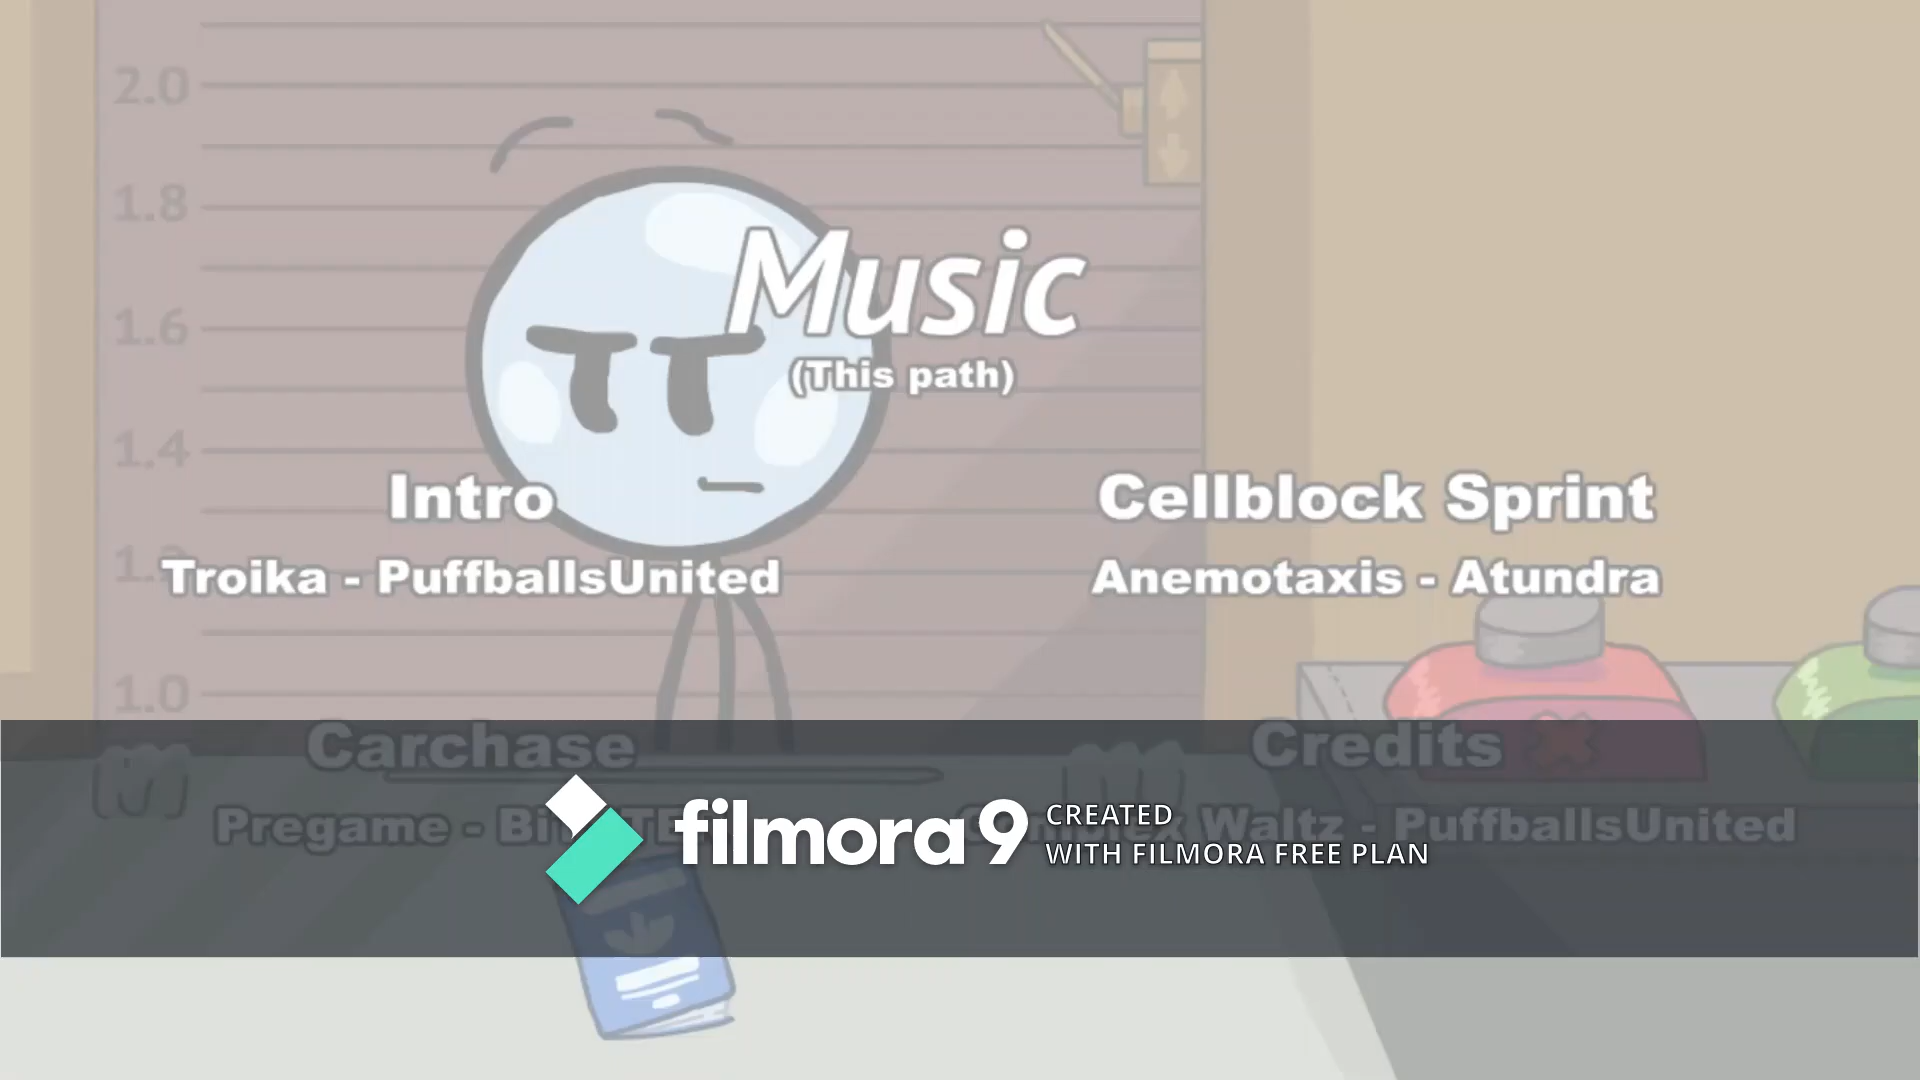 2.0
1.8
1.6
1.4
1.0
Music
(This path)
Intro
Troika - PuffballsUnited
Cellblock Sprint
Anemotaxis - Atundra
Carchase
Pregame -
Credits
Waltz - PuffballsUnited
filmora9
CREATED
WITH FILMORA FREE PLAN